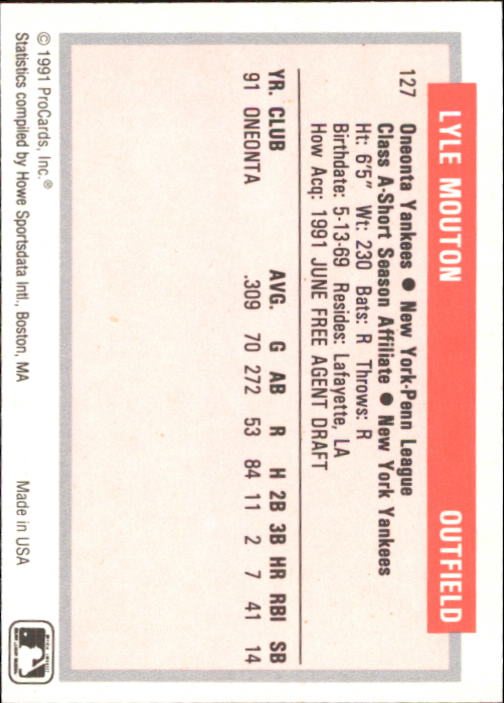 LYLE MOUTON OUTFIELD
127 Oneonta Yankees ● New York-Penn League
Class A-Short Season Affiliate ● New York Yankees
Ht: 6'5" Wt: 230 Bats: R Throws: R
Birthdate: 5-13-69 Resides: Lafayette, LA
How Acq: 1991 JUNE FREE AGENT DRAFT
YR. CLUB AVG. G AB R H 2B 3B HR RBI SB
91 ONEONTA .309 70 272 53 84 11 2 7 41 14
© 1991 ProCards, Inc.® Made in USA
Statistics compiled by Howe Sportsdata Intl., Boston, MA